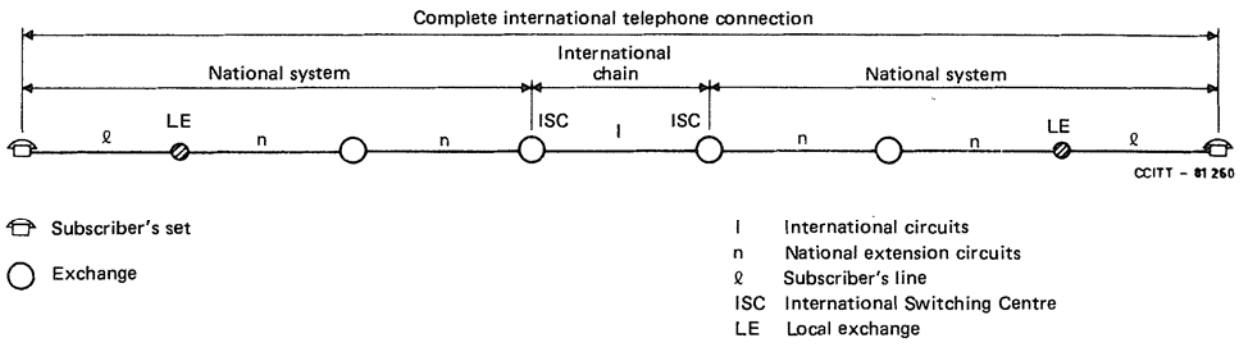 Complete international telephone connection
International
chain
National system
National system
LE
ISC
ISC
LE
ℓ
n
n
I
n
n
ℓ
CCITT – 81 260
Subscriber's set
Exchange
I International circuits
n National extension circuits
ℓ Subscriber's line
ISC International Switching Centre
LE Local exchange